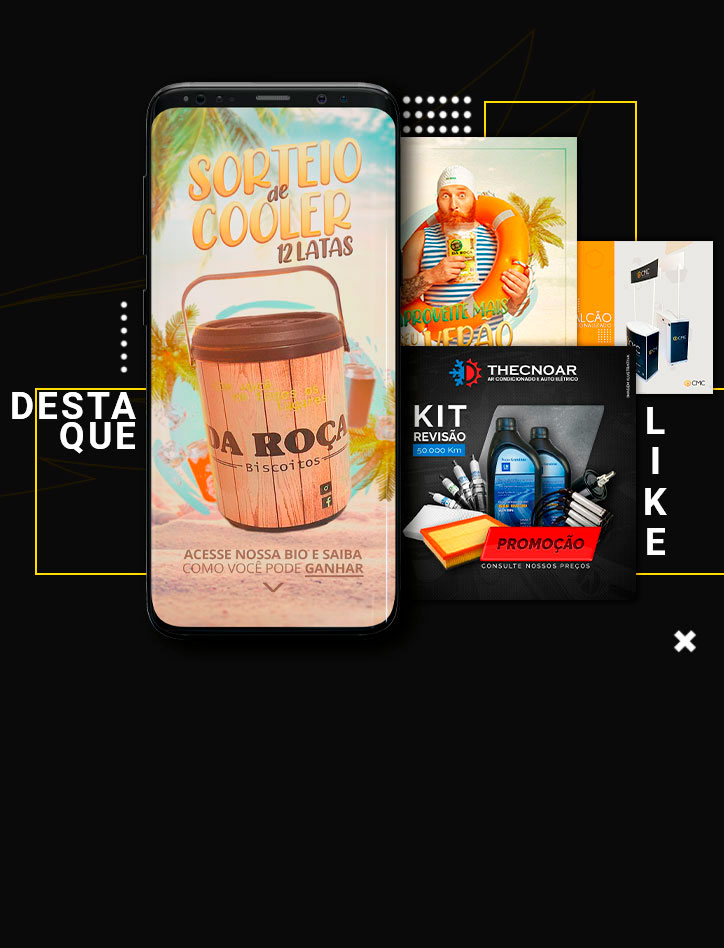 SORTEIO
de
COOLER
12 LATAS
DA ROÇA
Biscoitos
ACESSE NOSSA BIO E SAIBA
COMO VOCÊ PODE GANHAR
DESTA
QUE
DA ROÇA
APROVEITE MAIS
VERÃO
CMC
CMC
THECNOAR
AR CONDICIONADO E AUTO ELÉTRICO
KIT
REVISÃO
50.000 Km
PROMOÇÃO
CONSULTE NOSSOS PREÇOS
L
I
K
E